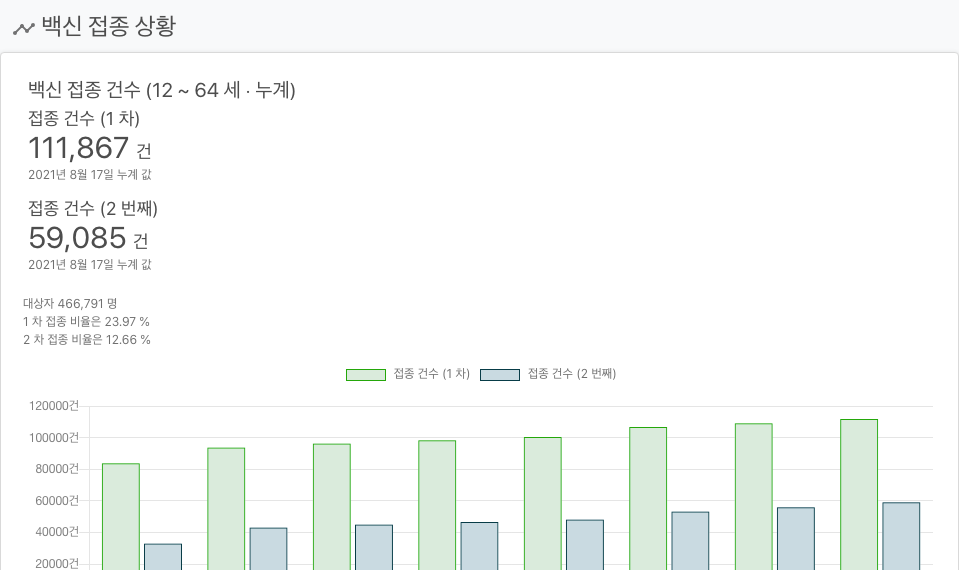 백신 접종 상황
백신 접종 건수 (12 ~ 64 세 · 누계)
접종 건수 (1 차)
111,867 건
2021년 8월 17일 누계 값
접종 건수 (2 번째)
59,085 건
2021년 8월 17일 누계 값
대상자 466,791 명
1 차 접종 비율은 23.97 %
2 차 접종 비율은 12.66 %
접종 건수 (1 차) 접종 건수 (2 번째)
120000건
100000건
80000건
60000건
40000건
20000건